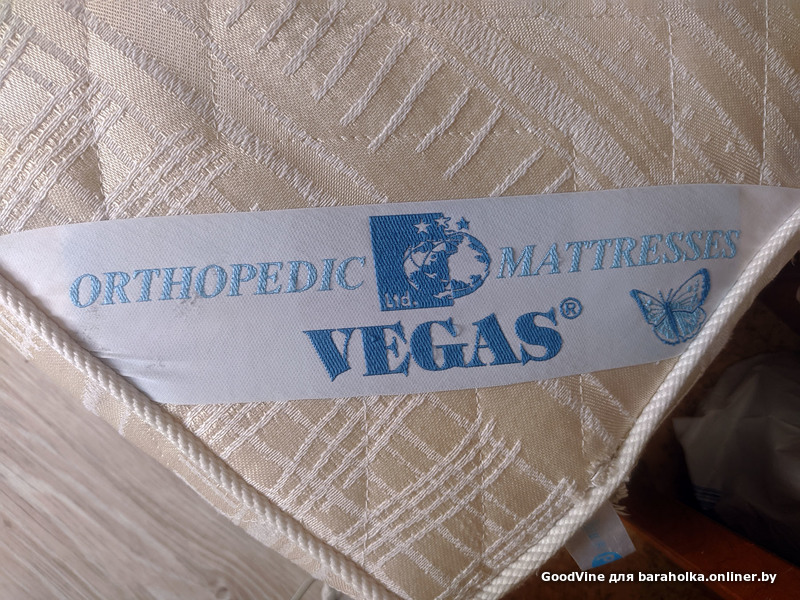 ORTHOPEDIC MATTRESSES
Ltd.
VEGAS®
GoodVine для baraholka.onliner.by